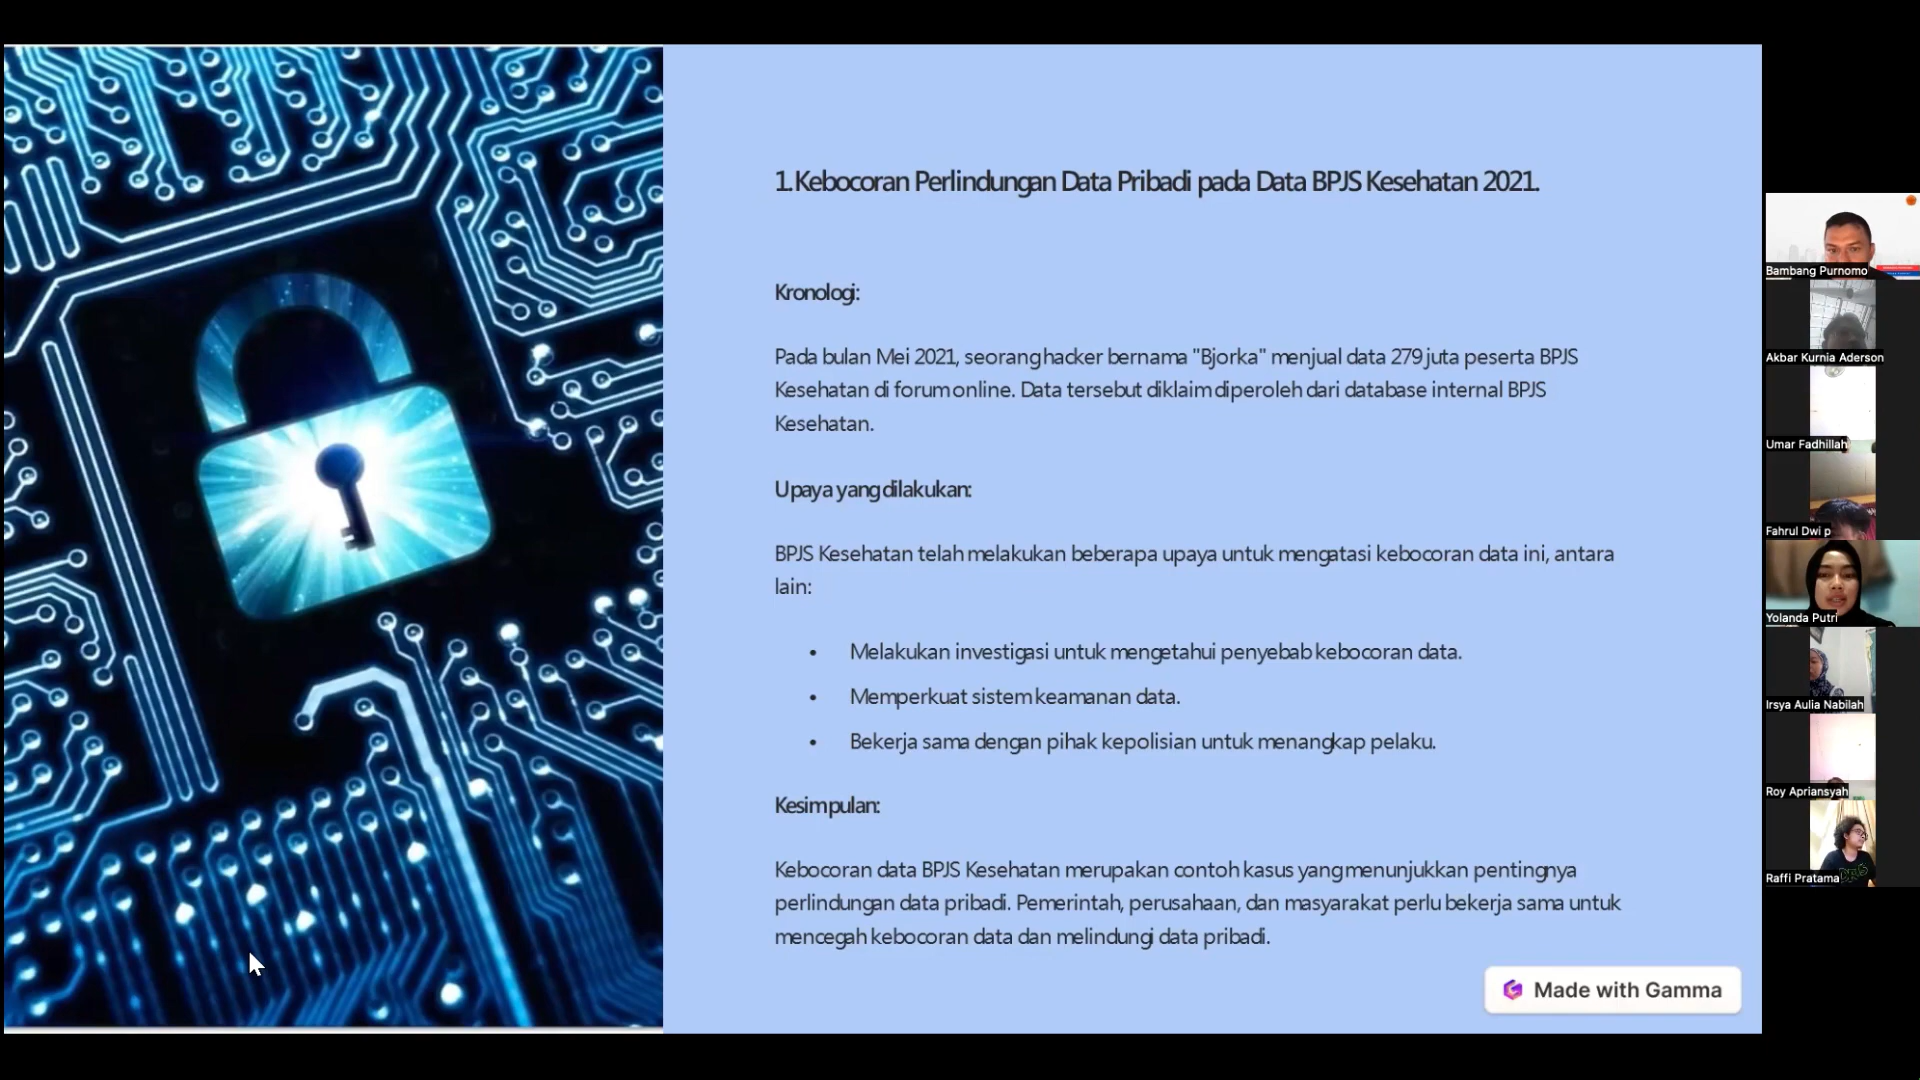 1.Kebocoran Perlindungan Data Pribadi pada Data BPJS Kesehatan 2021.
Kronologi:
Pada bulan Mei 2021, seorang hacker bernama "Bjorka" menjual data 279 juta peserta BPJS
Kesehatan di forum online. Data tersebut diklaim diperoleh dari database internal BPJS
Kesehatan.
Upaya yang dilakukan:
BPJS Kesehatan telah melakukan beberapa upaya untuk mengatasi kebocoran data ini, antara
lain:
• Melakukan investigasi untuk mengetahui penyebab kebocoran data.
• Memperkuat sistem keamanan data.
• Bekerja sama dengan pihak kepolisian untuk menangkap pelaku.
Kesimpulan:
Kebocoran data BPJS Kesehatan merupakan contoh kasus yang menunjukkan pentingnya
perlindungan data pribadi. Pemerintah, perusahaan, dan masyarakat perlu bekerja sama untuk
mencegah kebocoran data dan melindungi data pribadi.
Made with Gamma
Bambang Purnomo
Akbar Kurnia Aderson
Umar Fadhillah
Fahrul Dwi p
Yolanda Putri
Irsya Aulia Nabilah
Roy Apriansyah
Raffi Pratama